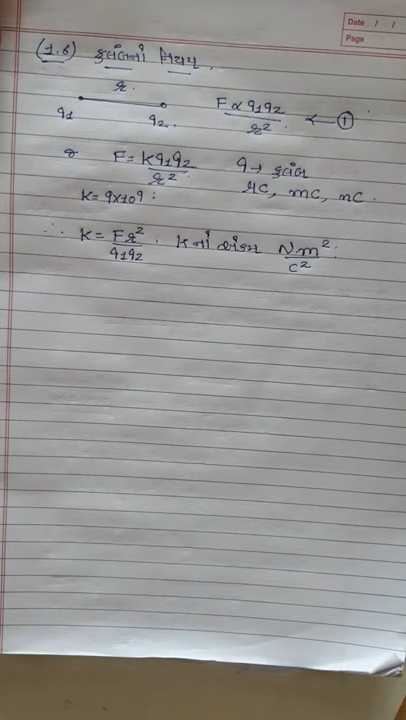 Date / /
Page
(1.6) કુલંબનો નિયમ.
r.
q1 q2.
F ∝ q1q2 / r². ← ①
⇒ F = Kq1q2 / r². q → કુલંબ
μC, mC, nC.
K = 9×10⁹ :
∴ K = Fr² / q1q2. K નો એકમ N.m² / c² :